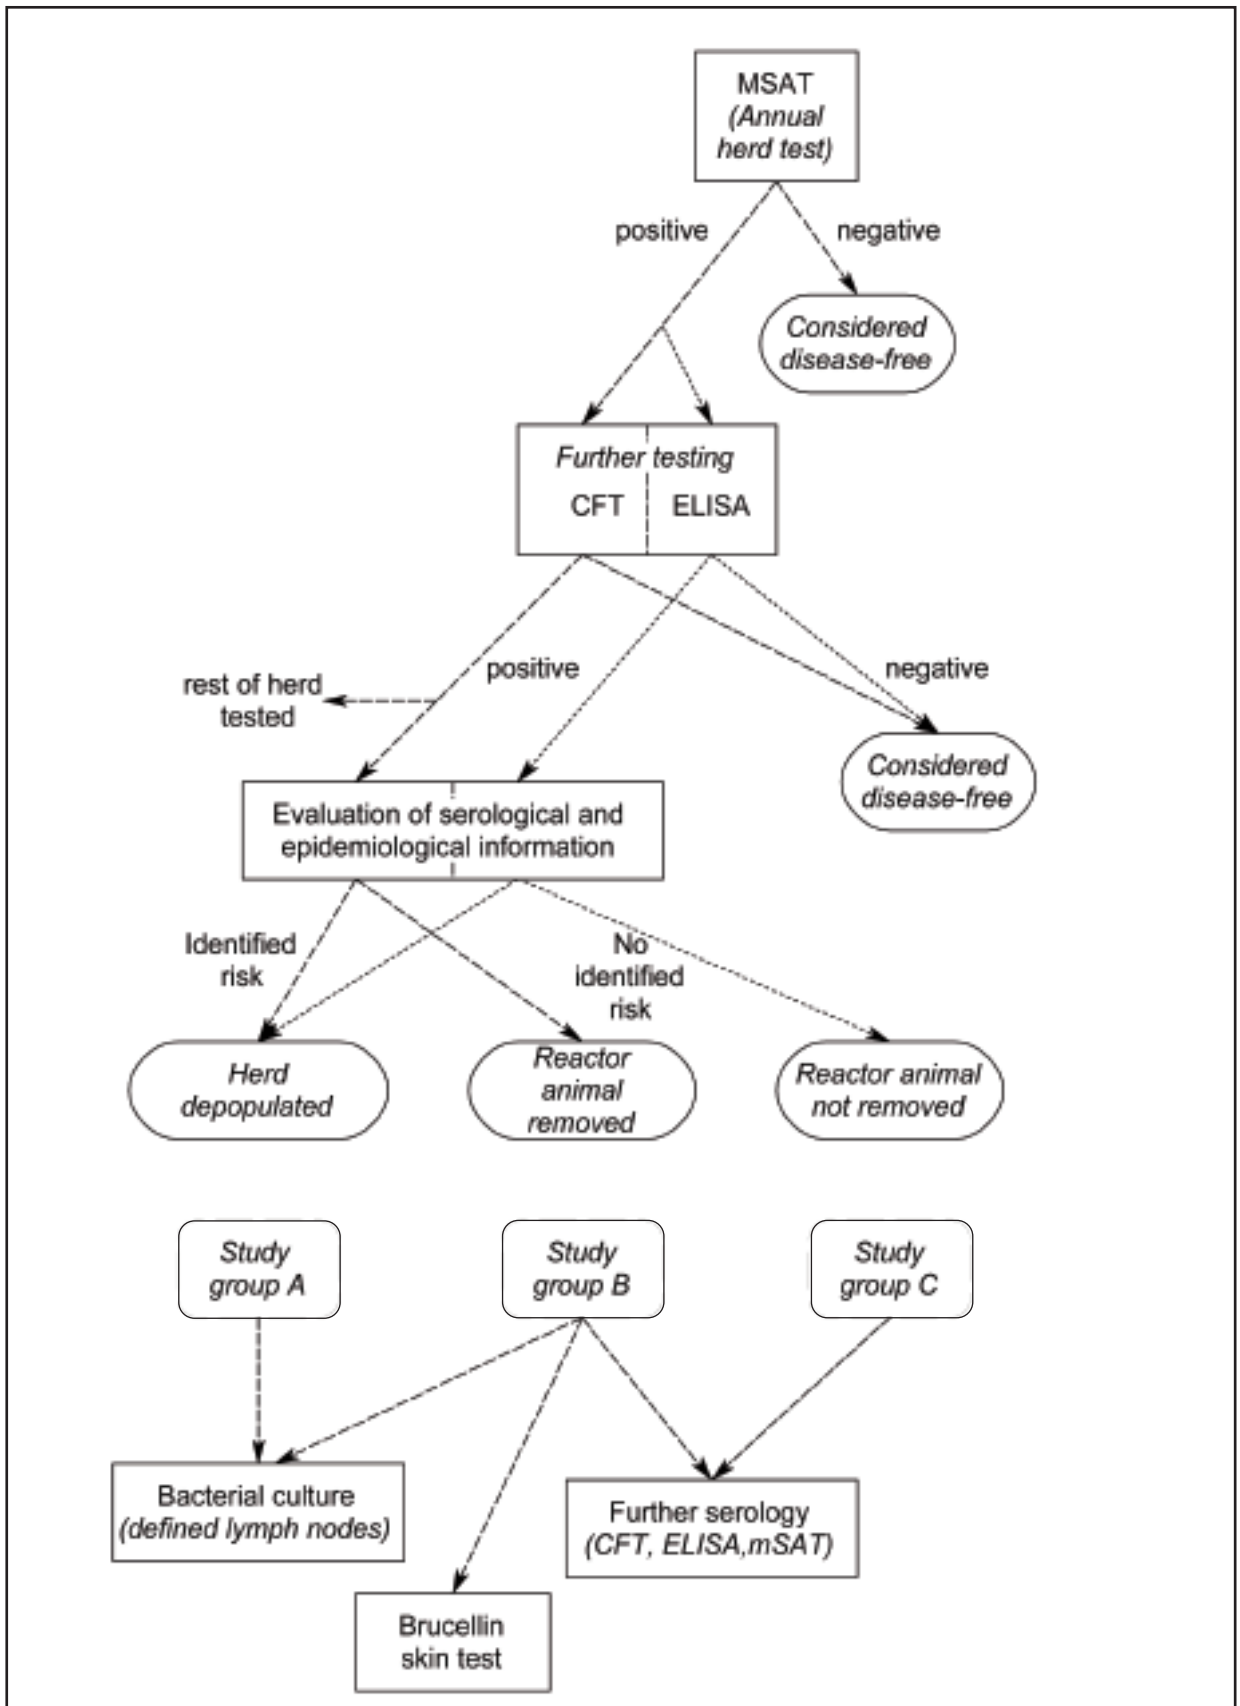 MSAT
(Annual
herd test)
positive
negative
Considered
disease-free
Further testing
CFT
ELISA
positive
negative
rest of herd
tested
Considered
disease-free
Evaluation of serological and
epidemiological information
Identified
risk
No
identified
risk
Herd
depopulated
Reactor
animal
removed
Reactor animal
not removed
Study
group A
Study
group B
Study
group C
Bacterial culture
(defined lymph nodes)
Further serology
(CFT, ELISA,mSAT)
Brucellin
skin test